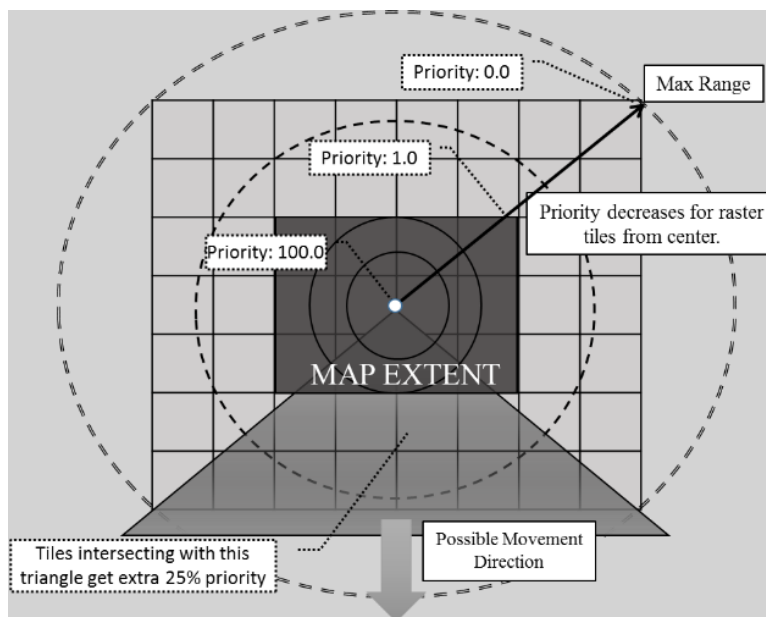 Priority: 0.0
Max Range
Priority: 1.0
Priority decreases for raster
tiles from center.
Priority: 100.0
MAP EXTENT
Possible Movement
Direction
Tiles intersecting with this
triangle get extra 25% priority